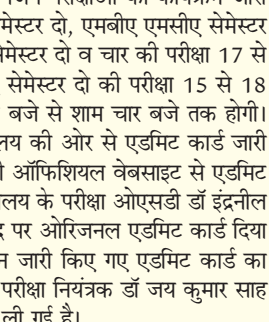 मेस्टर दो, एमबीए एमसीए सेमेस्टर
मेस्टर दो व चार की परीक्षा 17 से
सेमेस्टर दो की परीक्षा 15 से 18
बजे से शाम चार बजे तक होगी।
लय की ओर से एडमिट कार्ड जारी
ऑफिशियल वेबसाइट से एडमिट
लय के परीक्षा ओएसडी डॉ इंद्रनील
पर ओरिजनल एडमिट कार्ड दिया
न जारी किए गए एडमिट कार्ड का
परीक्षा नियंत्रक डॉ जय कुमार साह
ली गई है।